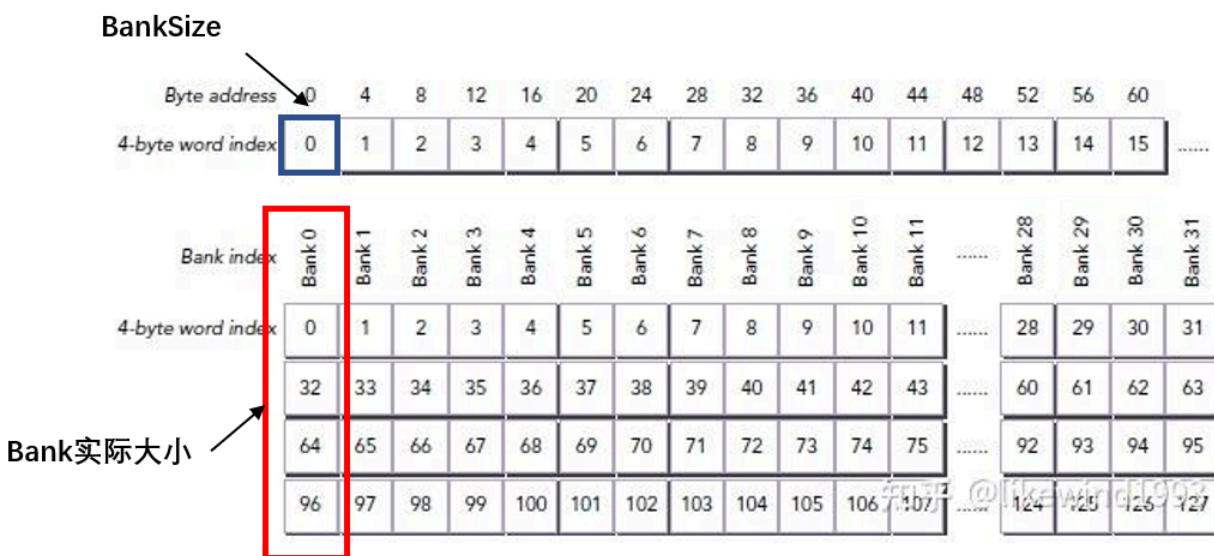 BankSize
Byte address 0 4 8 12 16 20 24 28 32 36 40 44 48 52 56 60
4-byte word index 0 1 2 3 4 5 6 7 8 9 10 11 12 13 14 15 ......
Bank index Bank 0 Bank 1 Bank 2 Bank 3 Bank 4 Bank 5 Bank 6 Bank 7 Bank 8 Bank 9 Bank 10 Bank 11 ...... Bank 28 Bank 29 Bank 30 Bank 31
4-byte word index 0 1 2 3 4 5 6 7 8 9 10 11 ...... 28 29 30 31
32 33 34 35 36 37 38 39 40 41 42 43 ...... 60 61 62 63
Bank实际大小
64 65 66 67 68 69 70 71 72 73 74 75 ...... 92 93 94 95
96 97 98 99 100 101 102 103 104 105 106 107 ...... 124 125 126 127
知乎 @likewind1993